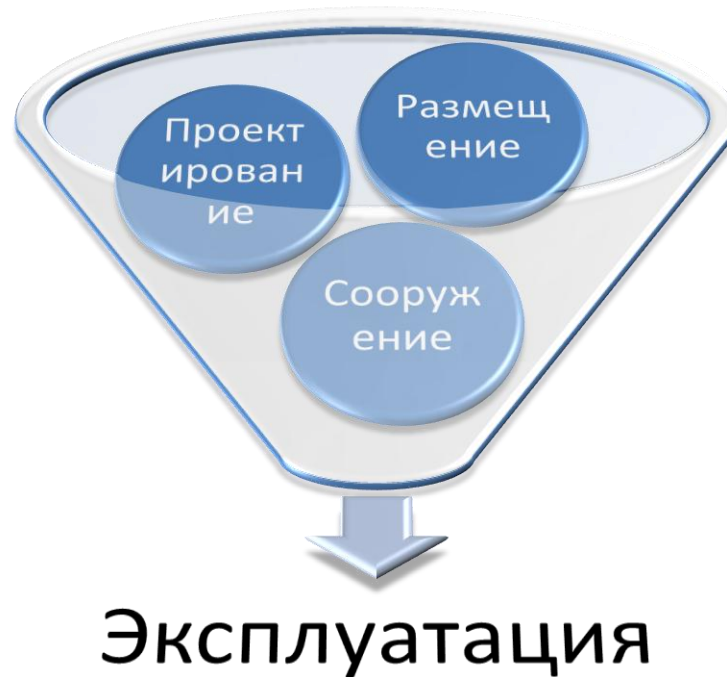 Проект
ирован
ие
Размещ
ение
Сооруж
ение
Эксплуатация